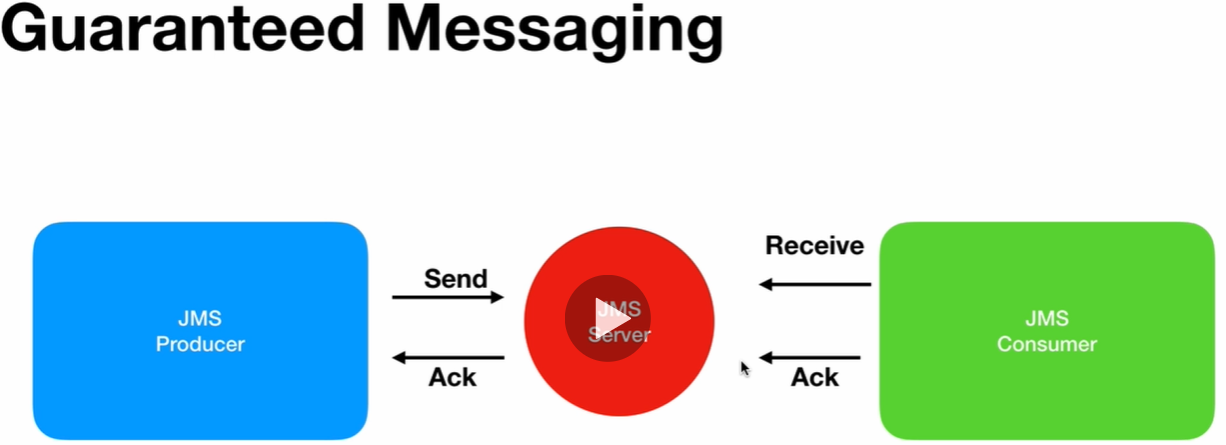 Guaranteed Messaging
JMS
Producer
Send
Ack
JMS
Server
Receive
Ack
JMS
Consumer